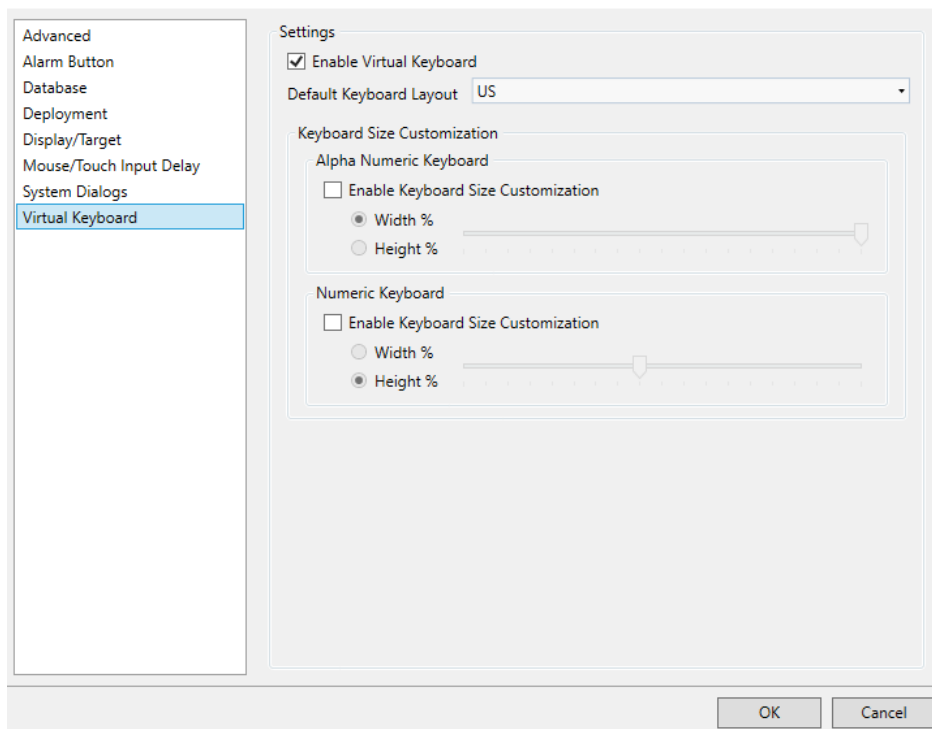 Advanced
Alarm Button
Database
Deployment
Display/Target
Mouse/Touch Input Delay
System Dialogs
Virtual Keyboard
Settings
Enable Virtual Keyboard
Default Keyboard Layout US
Keyboard Size Customization
Alpha Numeric Keyboard
Enable Keyboard Size Customization
Width %
Height %
Numeric Keyboard
Enable Keyboard Size Customization
Width %
Height %
OK Cancel